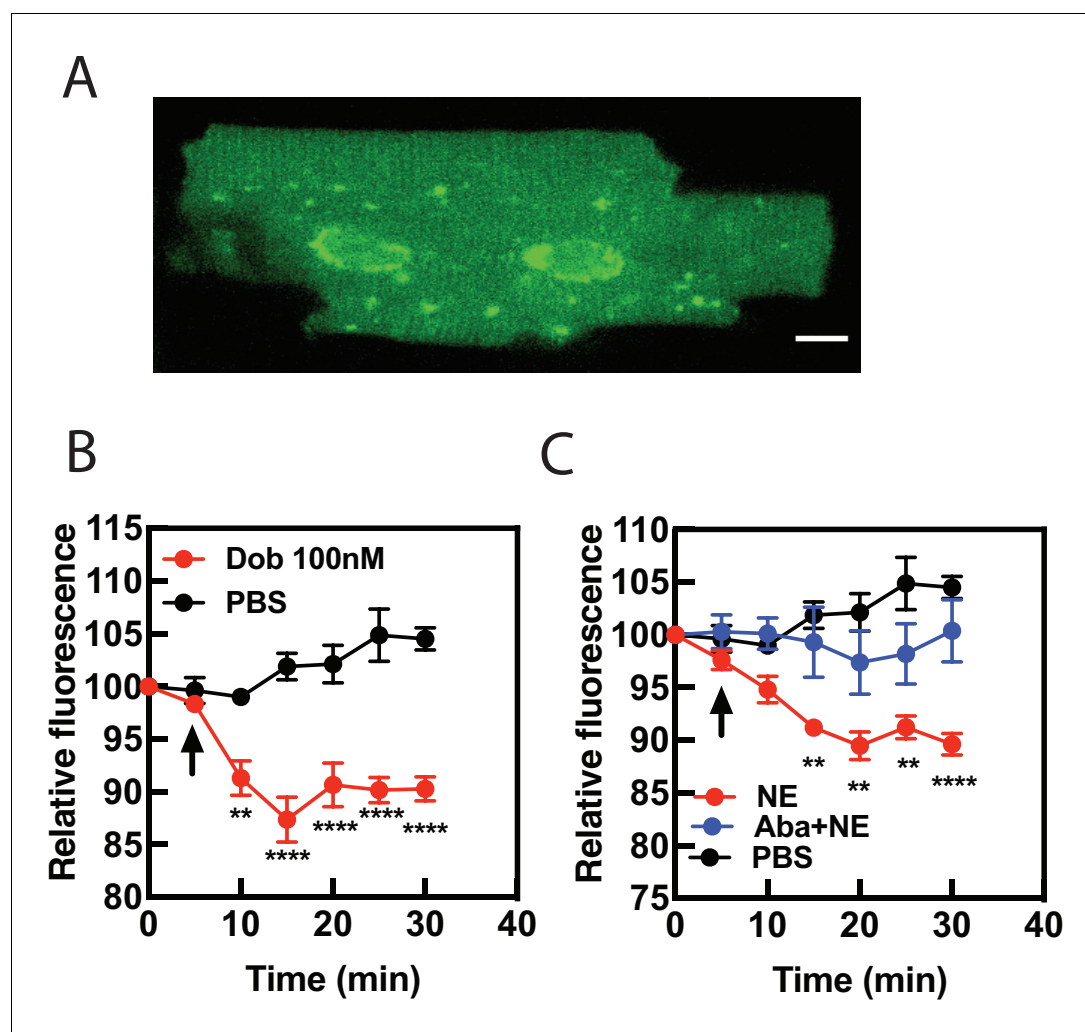 A
B
Relative fluorescence
115
110
105
100
95
90
85
80
Dob 100nM
PBS
**
****
****
****
****
0 10 20 30 40
Time (min)
C
Relative fluorescence
110
105
100
95
90
85
80
75
**
**
**
****
NE
Aba+NE
PBS
0 10 20 30 40
Time (min)